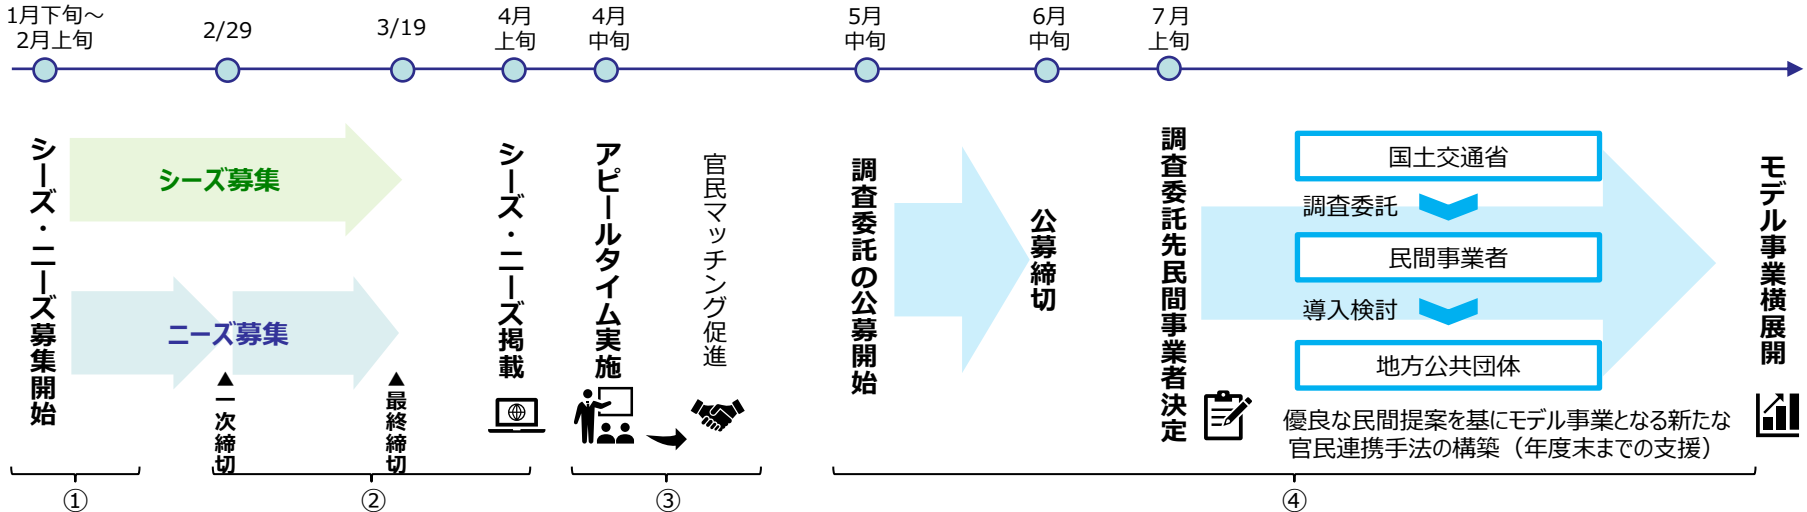 1月下旬～
2月上旬
2/29
3/19
4月
上旬
4月
中旬
5月
中旬
6月
中旬
7月
上旬
シーズ・ニーズ募集開始
シーズ募集
ニーズ募集
▲一次締切
▲最終締切
シーズ・ニーズ掲載
アピールタイム実施
官民マッチング促進
調査委託の公募開始
公募締切
調査委託先民間事業者決定
国土交通省
調査委託
民間事業者
導入検討
地方公共団体
優良な民間提案を基にモデル事業となる新たな
官民連携手法の構築（年度末までの支援）
モデル事業横展開
①
②
③
④